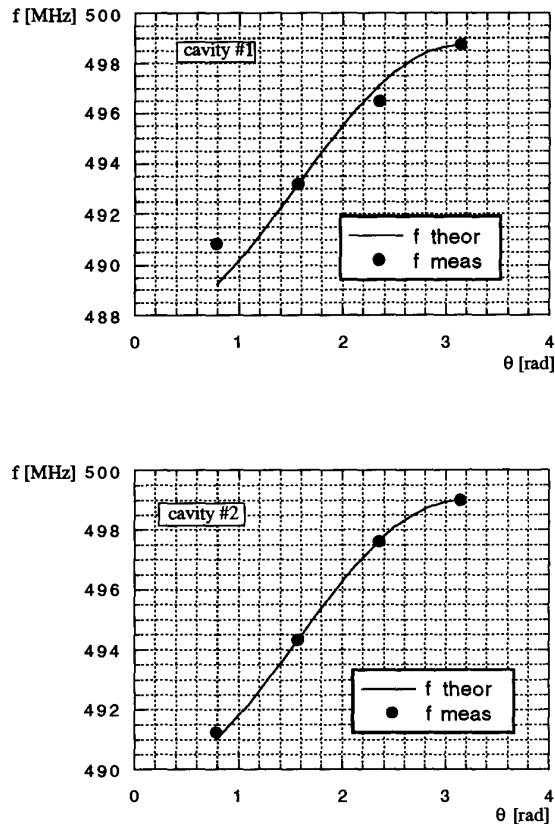 f [MHz]
500
498
496
494
492
490
488
cavity #1
f theor
f meas
0
1
2
3
4
θ [rad]
f [MHz]
500
498
496
494
492
490
cavity #2
f theor
f meas
0
1
2
3
4
θ [rad]